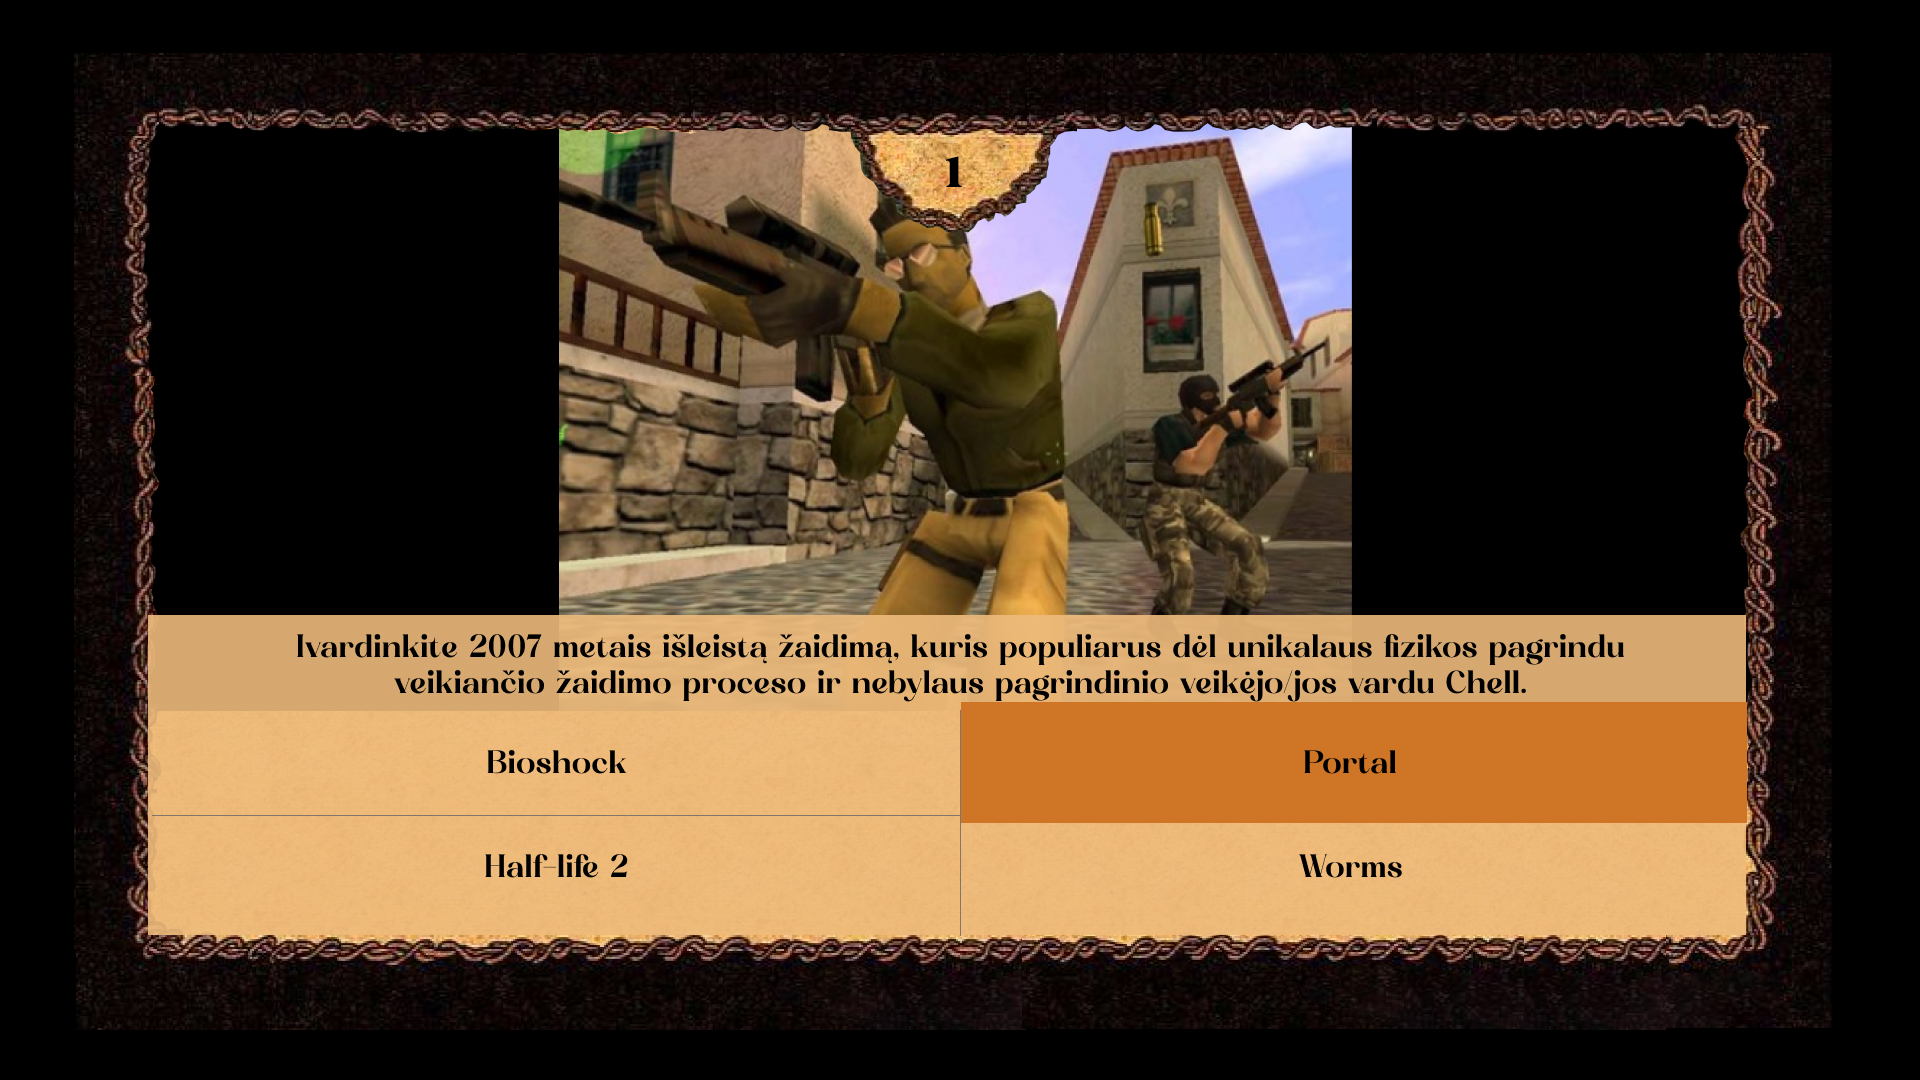 1
Ivardinkite 2007 metais išleistą žaidimą, kuris populiarus dėl unikalaus fizikos pagrindu
veikiančio žaidimo proceso ir nebylaus pagrindinio veikėjo/jos vardu Chell.
Bioshock
Portal
Half-life 2
Worms